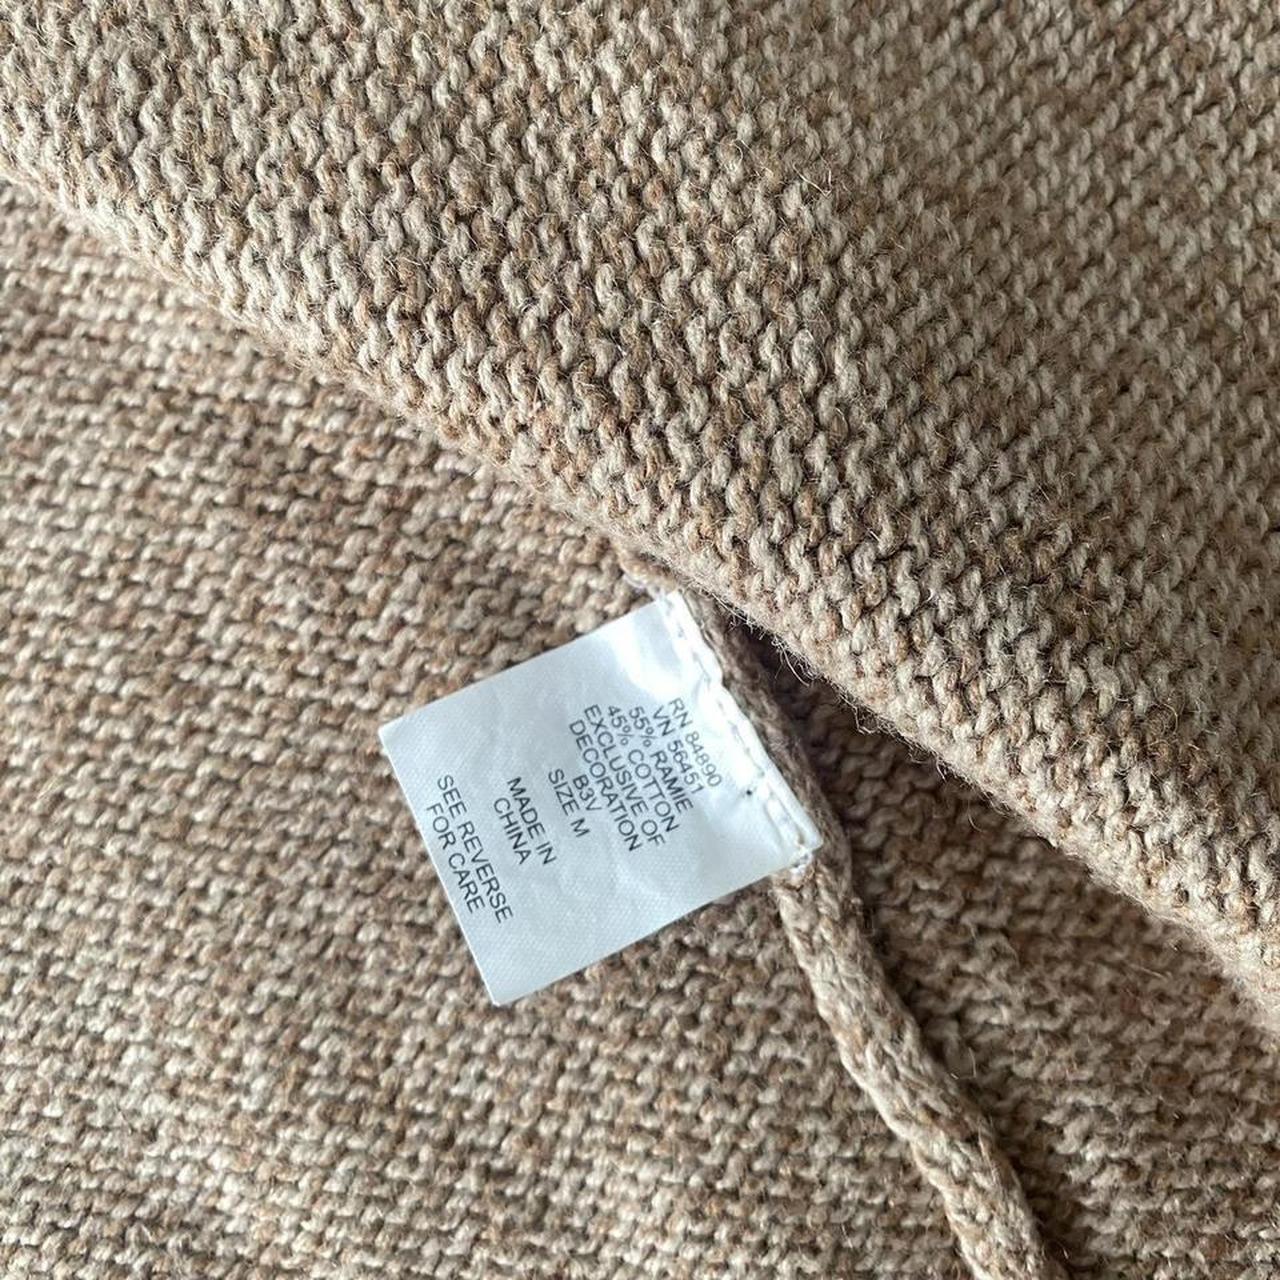 RN 84890
VN 56451
55% RAMIE
45% COTTON
EXCLUSIVE OF
DECORATION
B3V
SIZE M
MADE IN
CHINA
SEE REVERSE
FOR CARE